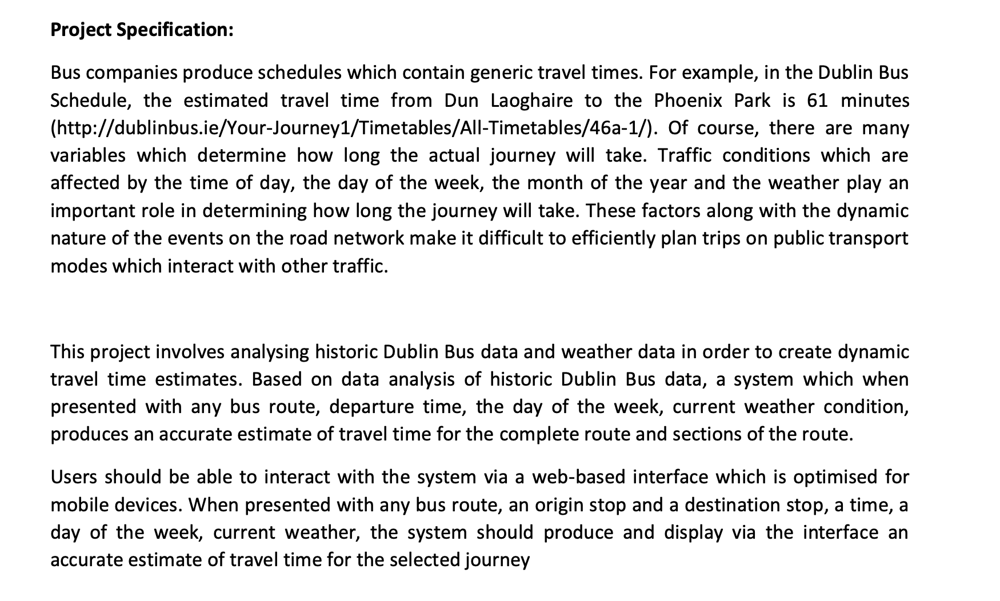 Project Specification:
Bus companies produce schedules which contain generic travel times. For example, in the Dublin Bus
Schedule, the estimated travel time from Dun Laoghaire to the Phoenix Park is 61 minutes
(http://dublinbus.ie/Your-Journey1/Timetables/All-Timetables/46a-1/). Of course, there are many
variables which determine how long the actual journey will take. Traffic conditions which are
affected by the time of day, the day of the week, the month of the year and the weather play an
important role in determining how long the journey will take. These factors along with the dynamic
nature of the events on the road network make it difficult to efficiently plan trips on public transport
modes which interact with other traffic.
This project involves analysing historic Dublin Bus data and weather data in order to create dynamic
travel time estimates. Based on data analysis of historic Dublin Bus data, a system which when
presented with any bus route, departure time, the day of the week, current weather condition,
produces an accurate estimate of travel time for the complete route and sections of the route.
Users should be able to interact with the system via a web-based interface which is optimised for
mobile devices. When presented with any bus route, an origin stop and a destination stop, a time, a
day of the week, current weather, the system should produce and display via the interface an
accurate estimate of travel time for the selected journey